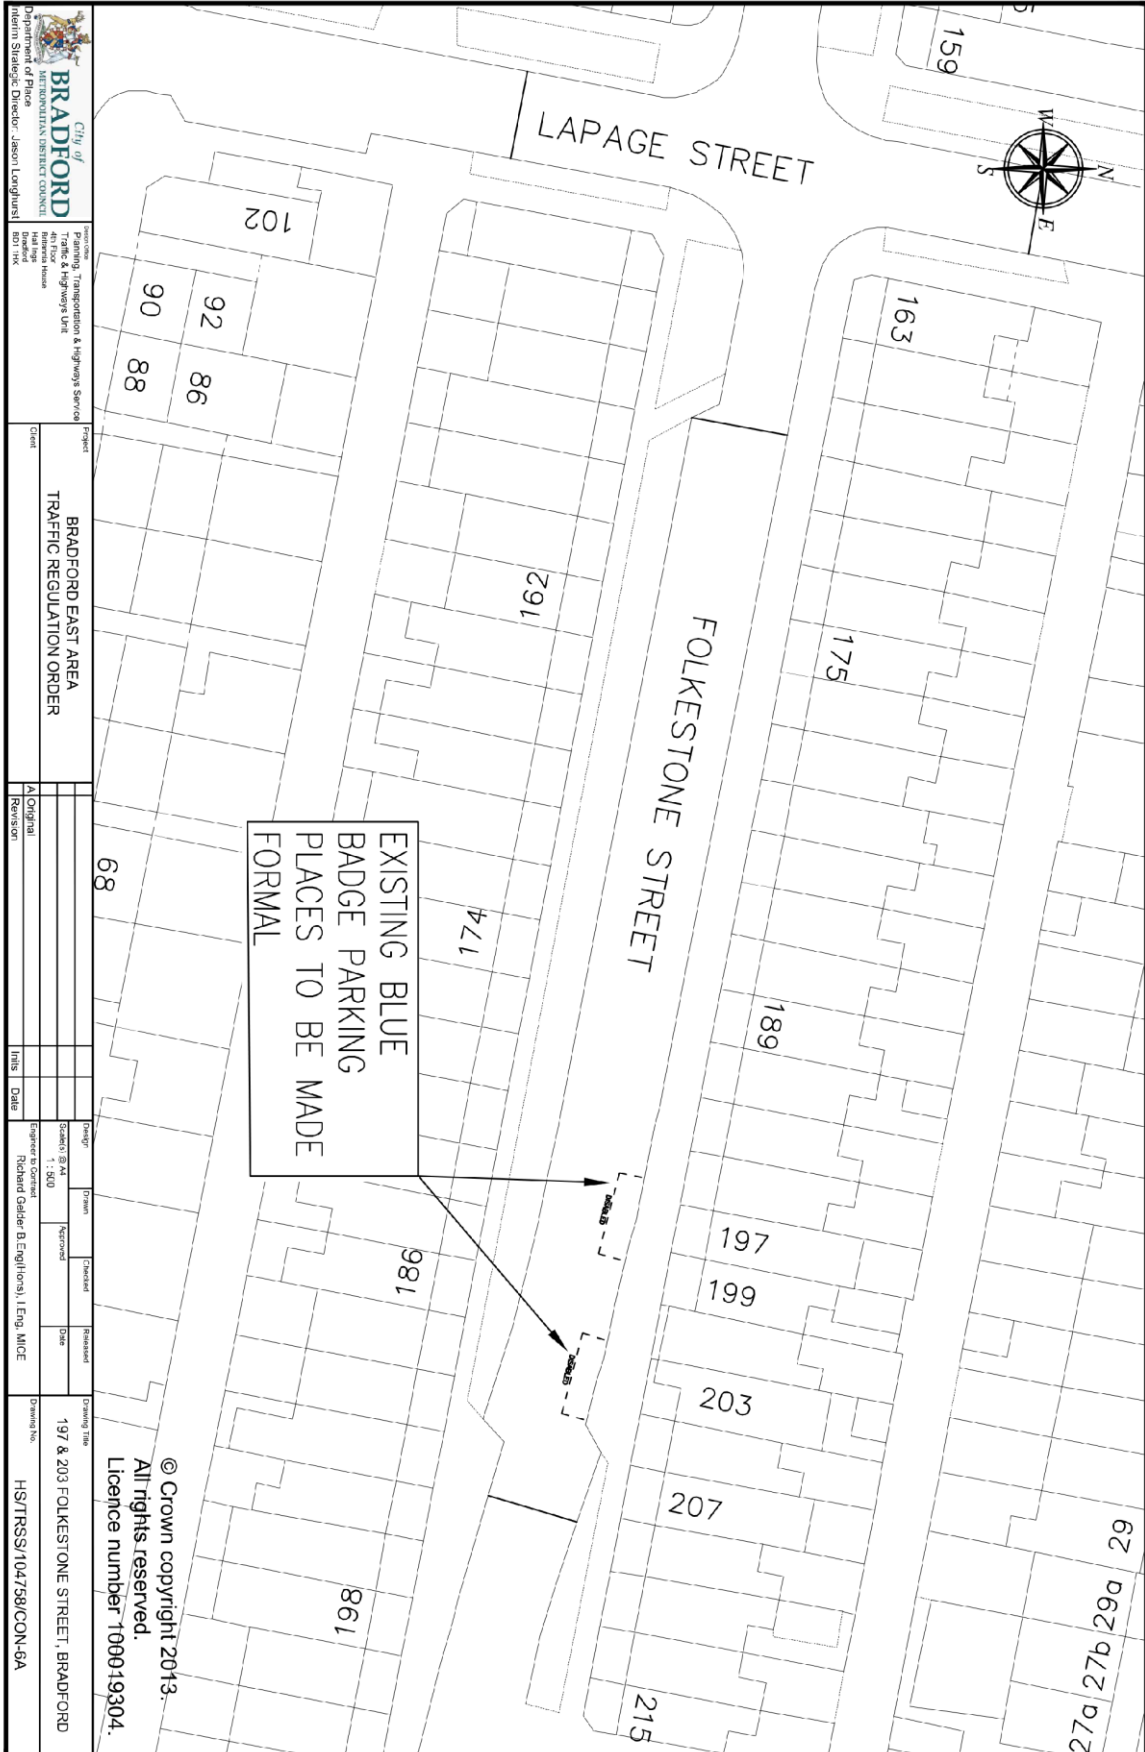 159
LAPAGE STREET
N
W
E
S
102
90
92
88
86
163
162
175
FOLKESTONE STREET
174
189
68
EXISTING BLUE
BADGE PARKING
PLACES TO BE MADE
FORMAL
DISABLED
DISABLED
197
199
186
203
207
198
215
29
29a
27b
27a
© Crown copyright 2013.
All rights reserved.
Licence number 100019304.
City of
BRADFORD
METROPOLITAN DISTRICT COUNCIL
Department of Place
Interim Strategic Director: Jason Longhurst
Design Office
Planning, Transportation & Highways Service
Traffic & Highways Unit
4th Floor
Britannia House
Hall Ings
Bradford
BD1 1HX
Project
BRADFORD EAST AREA
TRAFFIC REGULATION ORDER
Client
A Original
Revision
Inits
Date
Design
Drawn
Checked
Released
Scale(s) @ A4
1 : 500
Approved
Date
Engineer to Contract
Richard Gelder B.Eng(Hons), I.Eng, MICE
Drawing Title
197 & 203 FOLKESTONE STREET, BRADFORD
Drawing No.
HS/TRSS/104758/CON-6A